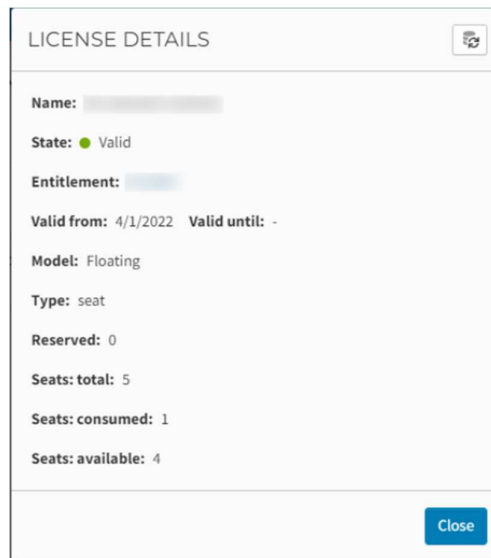 LICENSE DETAILS
Name:
State: Valid
Entitlement:
Valid from: 4/1/2022 Valid until: -
Model: Floating
Type: seat
Reserved: 0
Seats: total: 5
Seats: consumed: 1
Seats: available: 4
Close